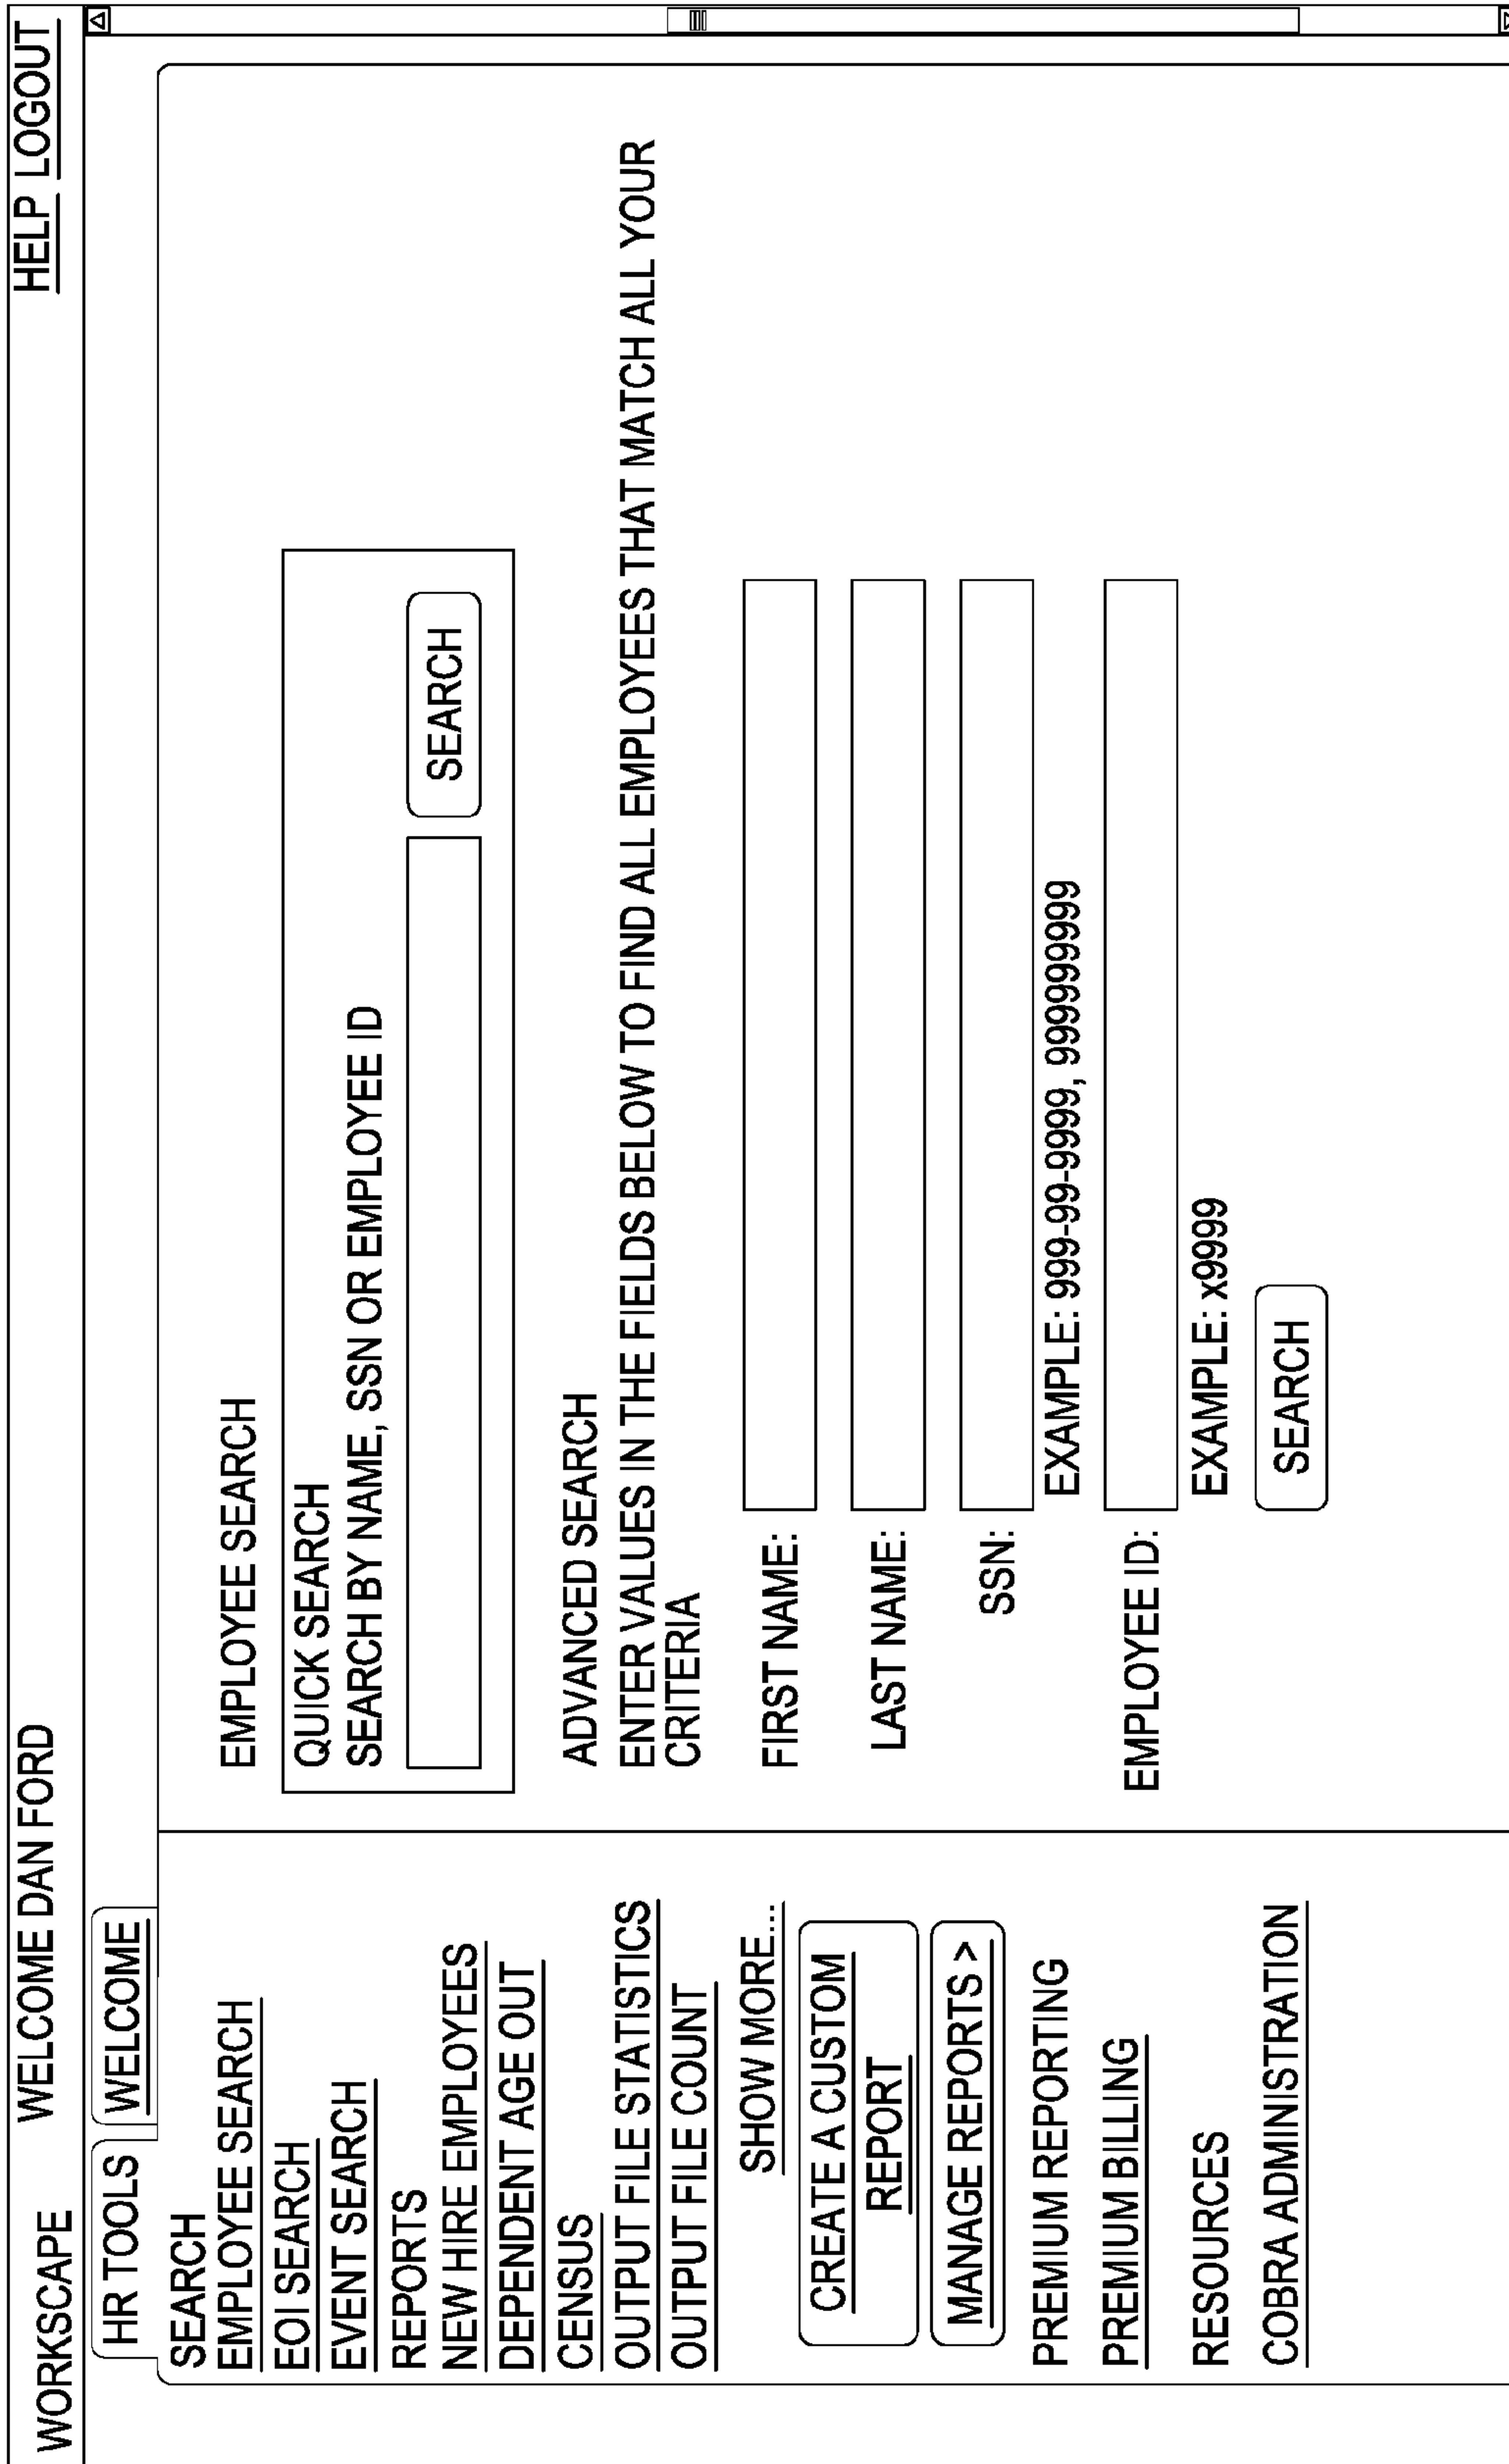 WORKSCAPE WELCOME DAN FORD HELP LOGOUT
HR TOOLS WELCOME
SEARCH
EMPLOYEE SEARCH
EOI SEARCH
EVENT SEARCH
REPORTS
NEW HIRE EMPLOYEES
DEPENDENT AGE OUT
CENSUS
OUTPUT FILE STATISTICS
OUTPUT FILE COUNT
SHOW MORE...
CREATE A CUSTOM
REPORT
MANAGE REPORTS >
PREMIUM REPORTING
PREMIUM BILLING
RESOURCES
COBRA ADMINISTRATION
EMPLOYEE SEARCH
QUICK SEARCH
SEARCH BY NAME, SSN OR EMPLOYEE ID
SEARCH
ADVANCED SEARCH
ENTER VALUES IN THE FIELDS BELOW TO FIND ALL EMPLOYEES THAT MATCH ALL YOUR
CRITERIA
FIRST NAME:
LAST NAME:
SSN:
EXAMPLE: 999-99-9999, 999999999
EMPLOYEE ID:
EXAMPLE: x9999
SEARCH